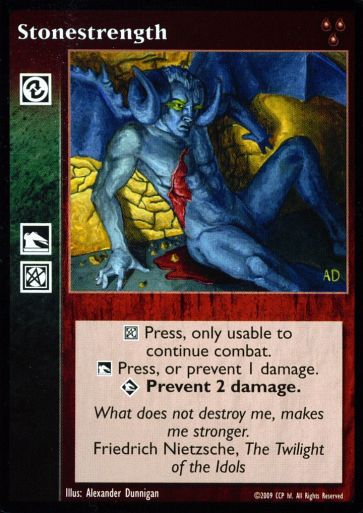 Stonestrength
AD
Press, only usable to
continue combat.
Press, or prevent 1 damage.
Prevent 2 damage.
What does not destroy me, makes
me stronger.
Friedrich Nietzsche, The Twilight
of the Idols
Illus: Alexander Dunnigan
©2009 CCP hf. All Rights Reserved